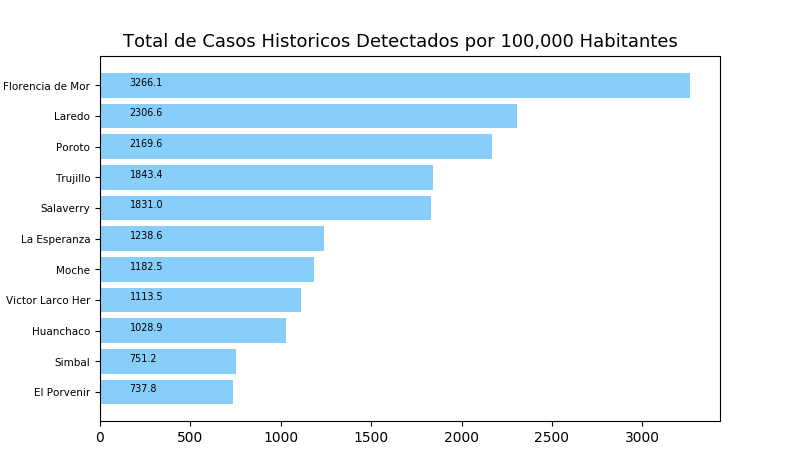 Total de Casos Historicos Detectados por 100,000 Habitantes
Florencia de Mor 3266.1
Laredo 2306.6
Poroto 2169.6
Trujillo 1843.4
Salaverry 1831.0
La Esperanza 1238.6
Moche 1182.5
Victor Larco Her 1113.5
Huanchaco 1028.9
Simbal 751.2
El Porvenir 737.8
0 500 1000 1500 2000 2500 3000